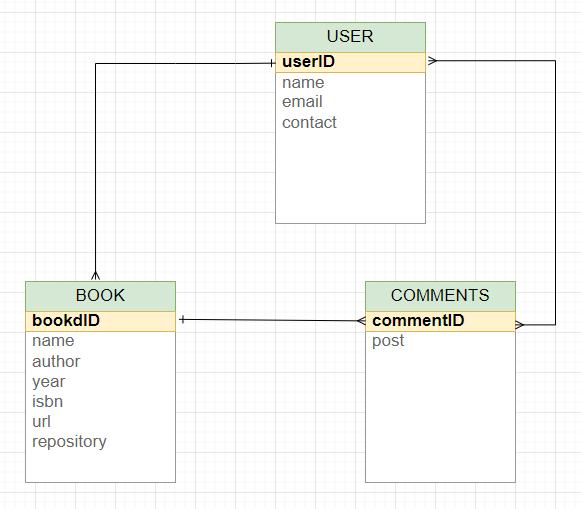 USER
userID
name
email
contact
BOOK
bookdID
name
author
year
isbn
url
repository
COMMENTS
commentID
post